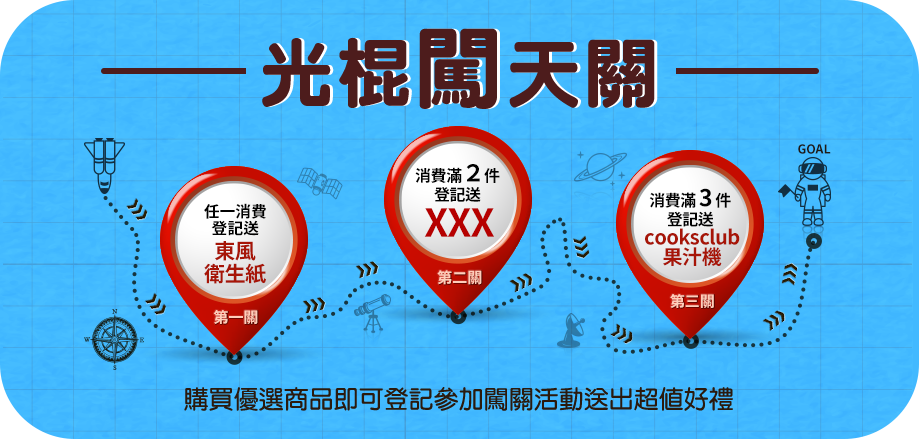 光棍闖天關
GOAL
任一消費
登記送
東風
衛生紙
第一關
消費滿2件
登記送
XXX
第二關
消費滿3件
登記送
cooksclub
果汁機
第三關
N
W
E
S
購買優選商品即可登記參加闖關活動送出超值好禮